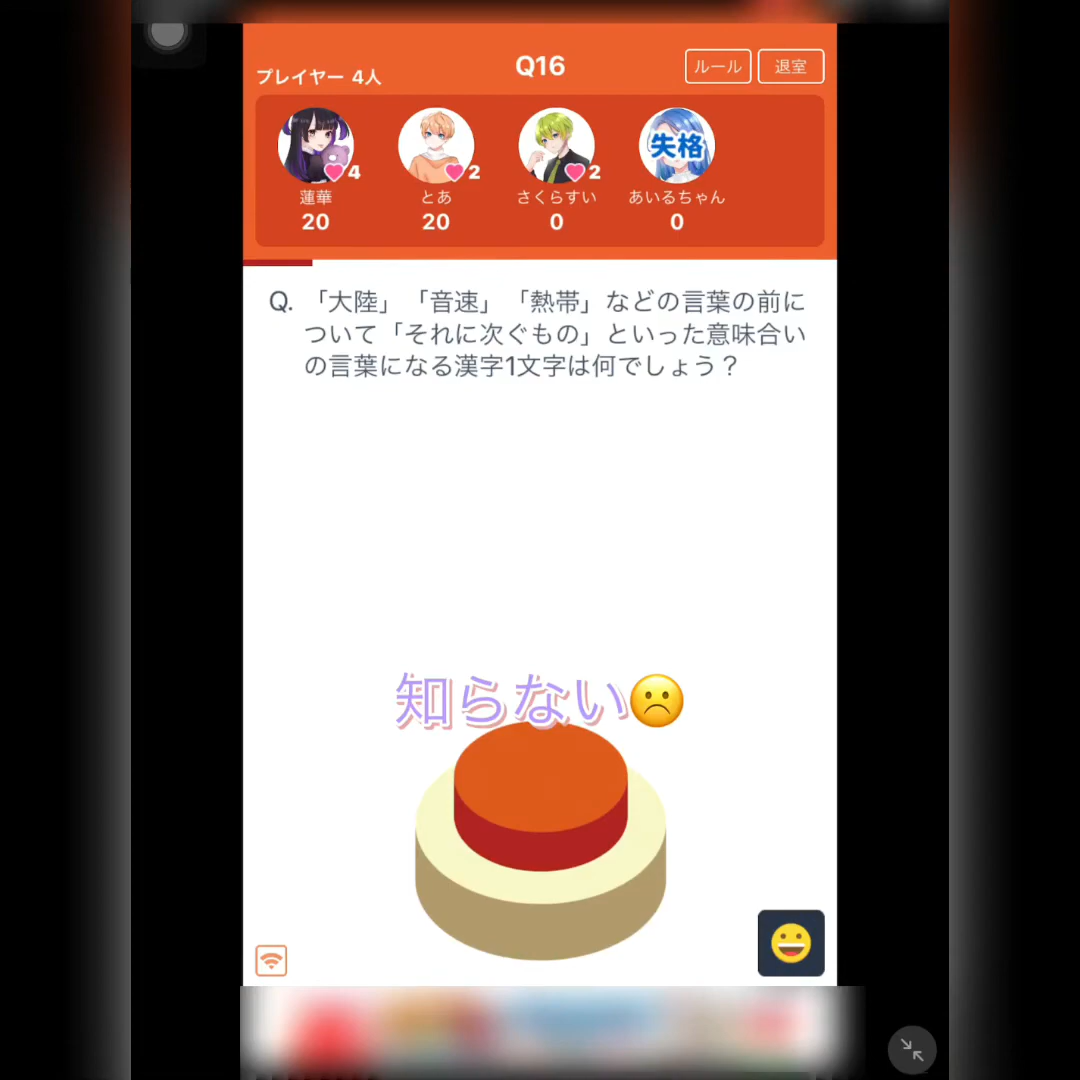 プレイヤー 4人
Q16
ルール
退室
失格
4
2
2
蓮華
とあ
さくらすい
あいるちゃん
20
20
0
0
Q. 「大陸」「音速」「熱帯」などの言葉の前に
ついて「それに次ぐもの」といった意味合い
の言葉になる漢字1文字は何でしょう？
知らない☹️